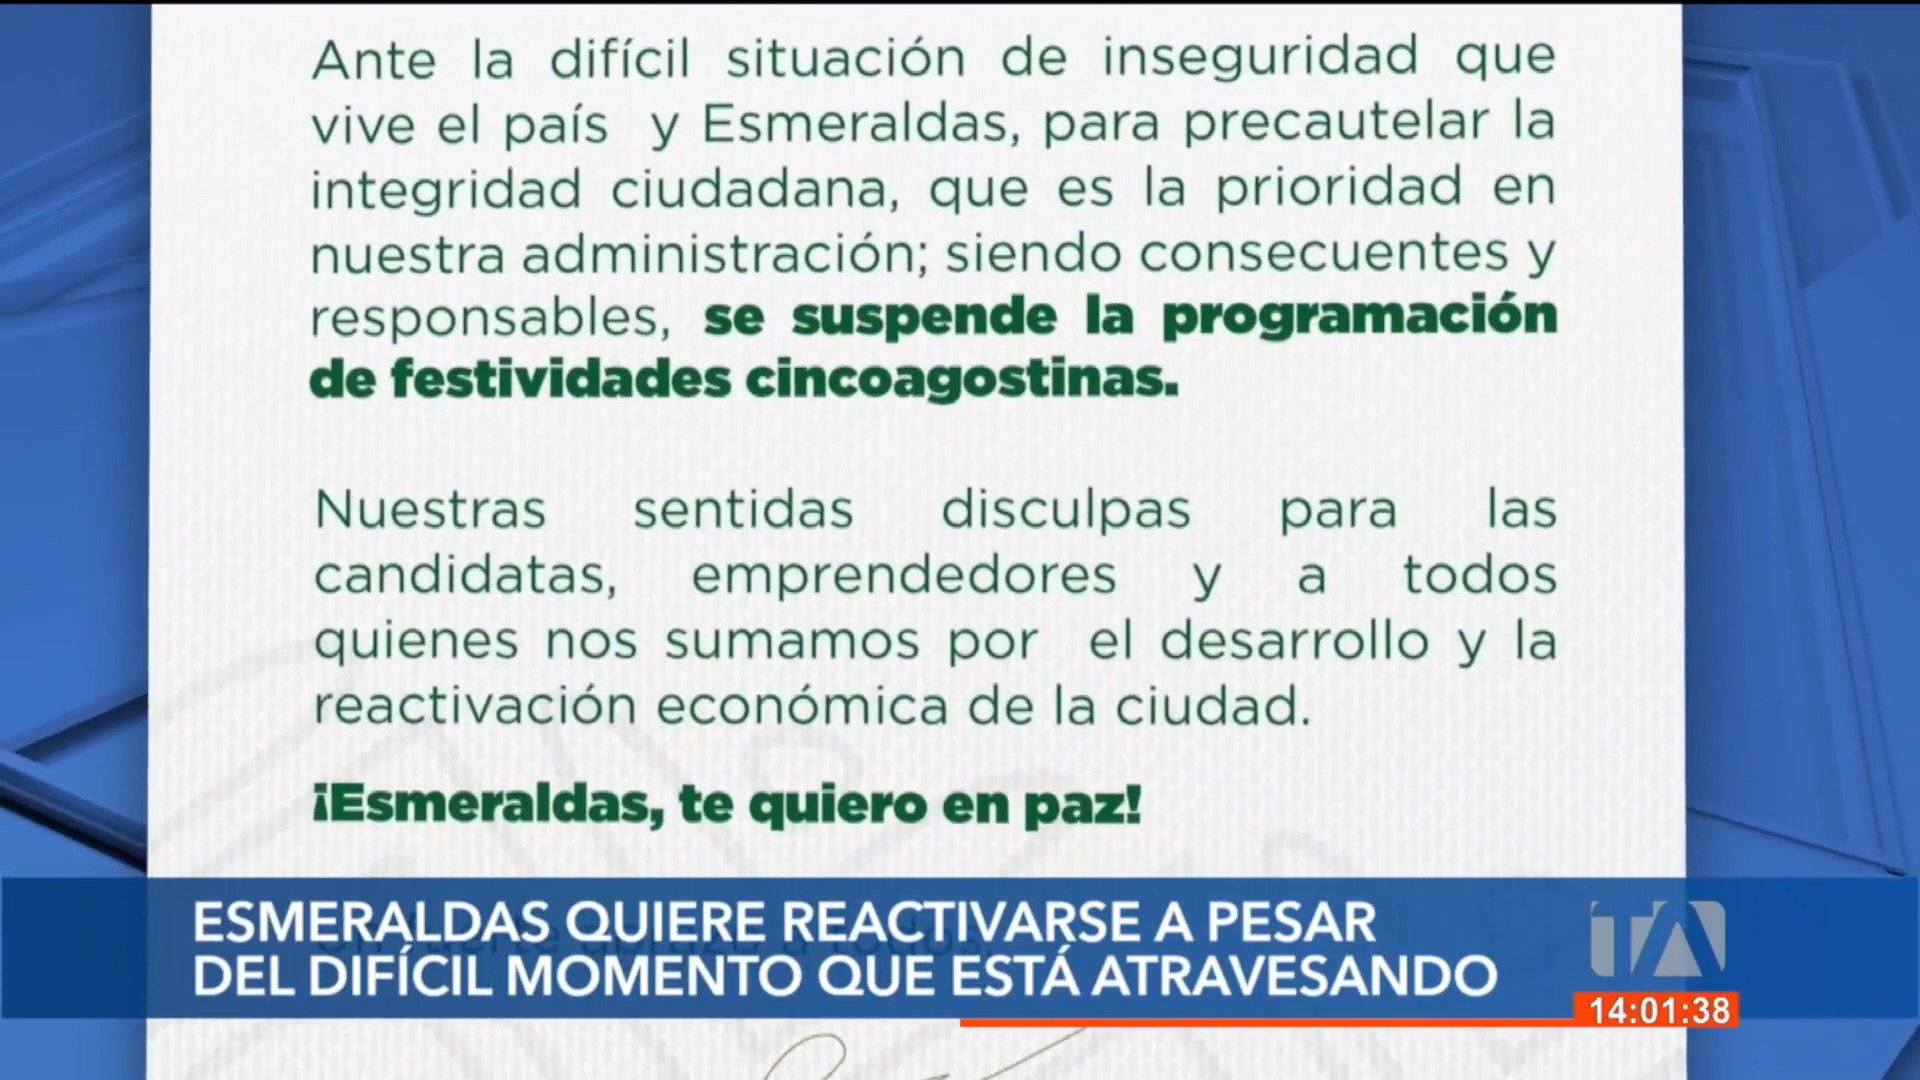 Ante la difícil situación de inseguridad que
vive el país y Esmeraldas, para precautelar la
integridad ciudadana, que es la prioridad en
nuestra administración; siendo consecuentes y
responsables, se suspende la programación
de festividades cincoagostinas.
Nuestras sentidas disculpas para las
candidatas, emprendedores y a todos
quienes nos sumamos por el desarrollo y la
reactivación económica de la ciudad.
¡Esmeraldas, te quiero en paz!
ESMERALDAS QUIERE REACTIVARSE A PESAR
DEL DIFÍCIL MOMENTO QUE ESTÁ ATRAVESANDO
TA
14:01:38